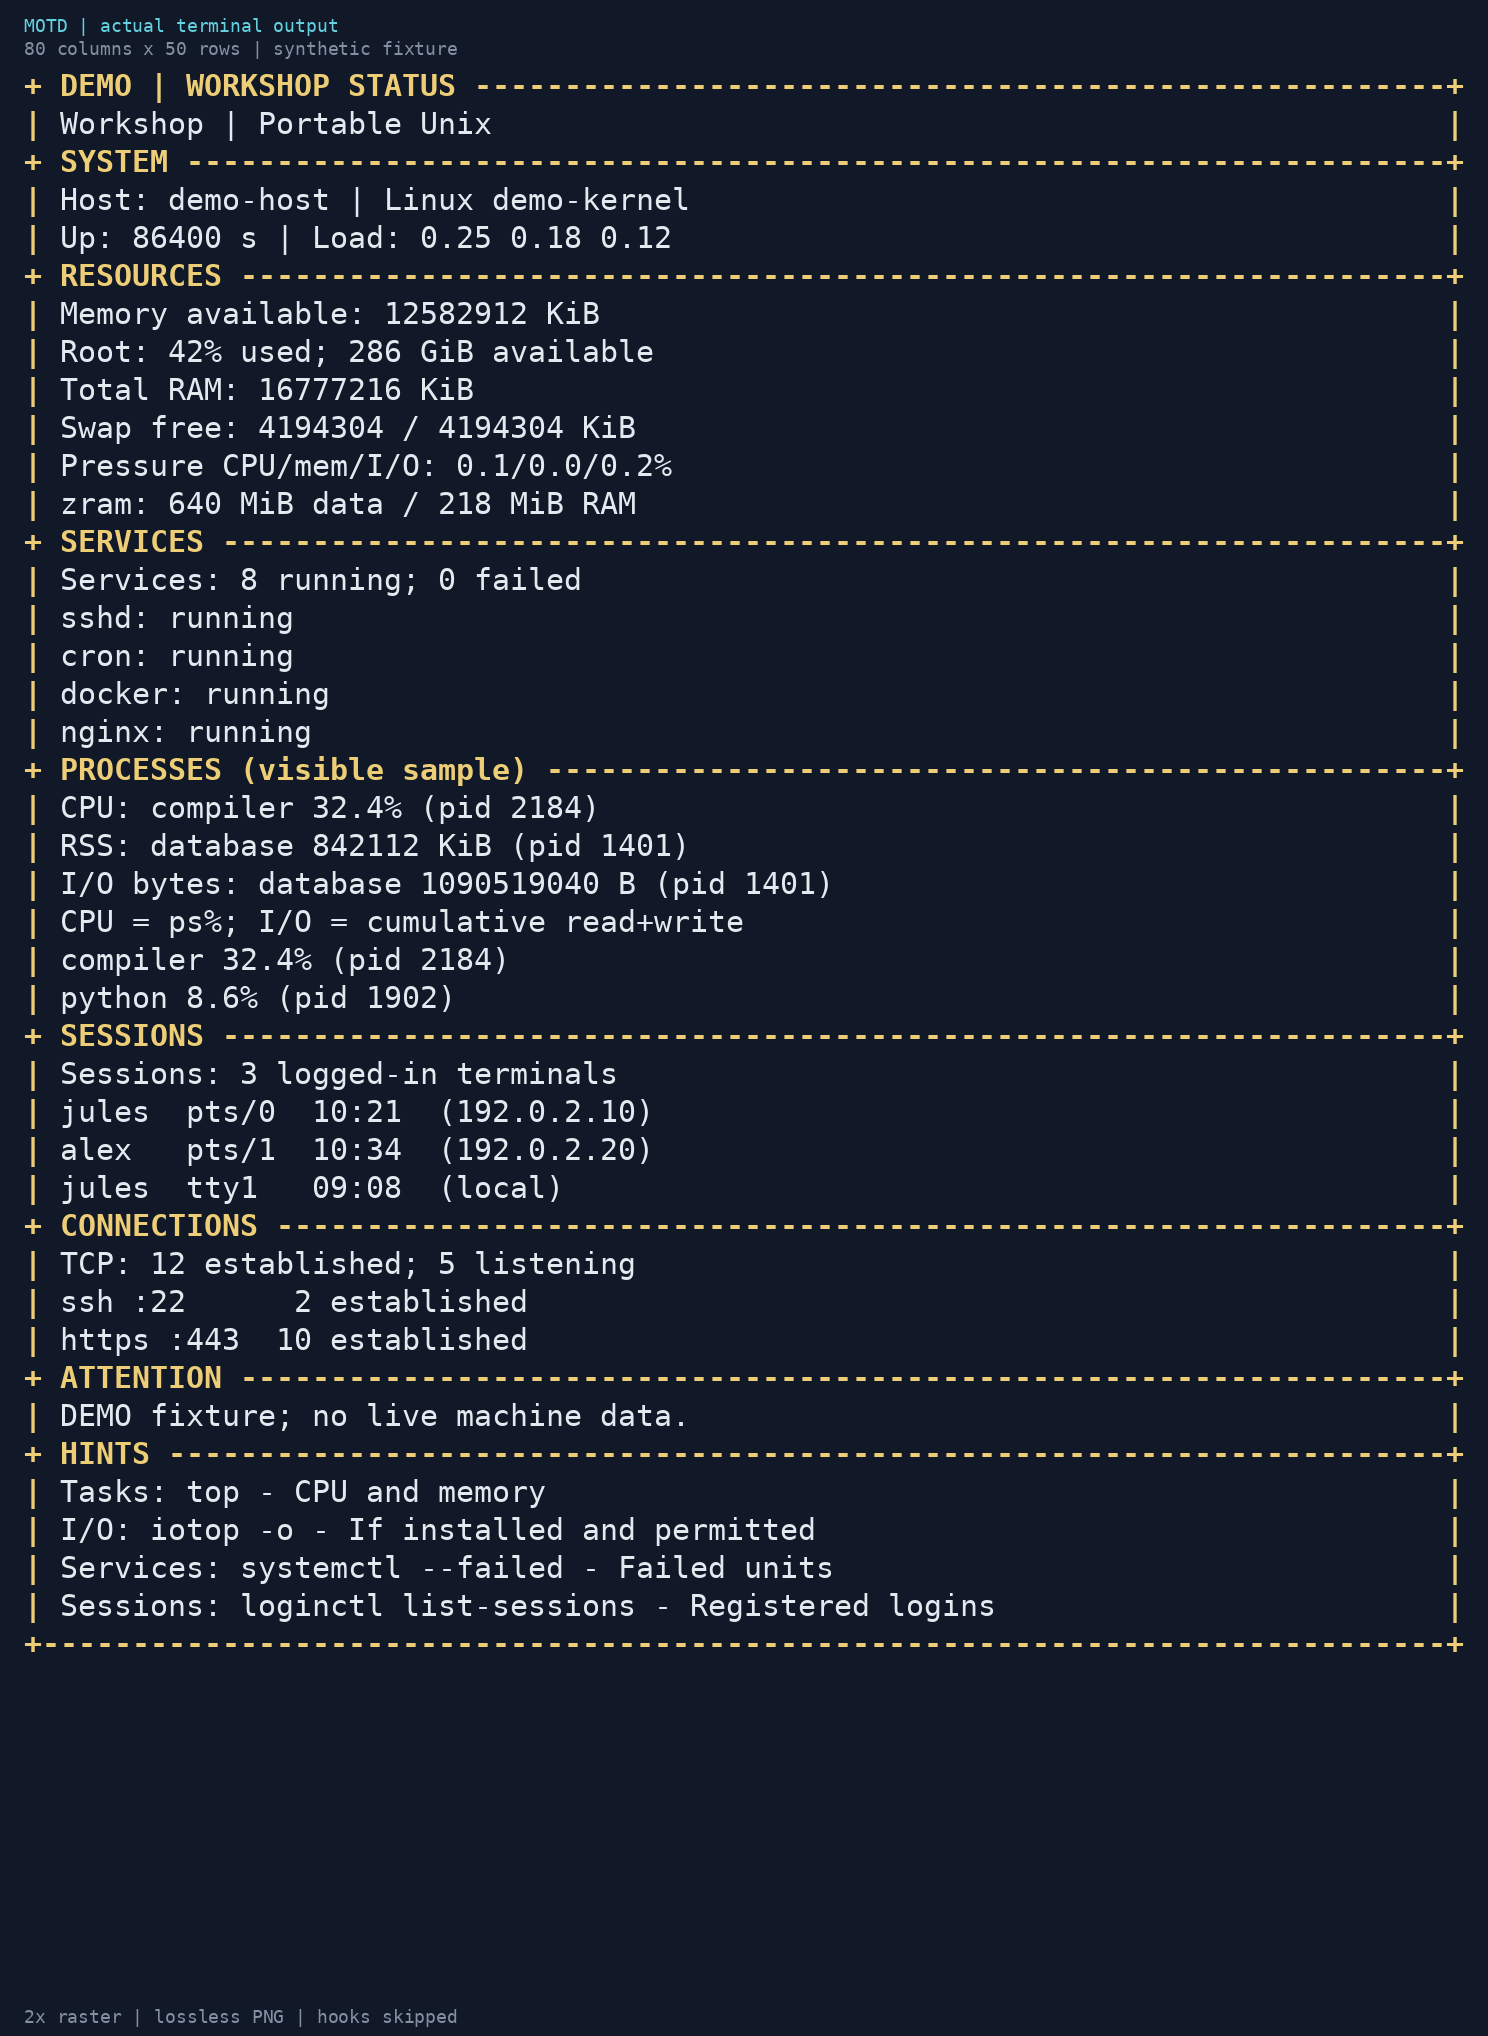 MOTD | actual terminal output
80 columns x 50 rows | synthetic fixture
+ DEMO | WORKSHOP STATUS ------------------------------------------------------+
| Workshop | Portable Unix                                                     |
+ SYSTEM ----------------------------------------------------------------------+
| Host: demo-host | Linux demo-kernel                                          |
| Up: 86400 s | Load: 0.25 0.18 0.12                                           |
+ RESOURCES -------------------------------------------------------------------+
| Memory available: 12582912 KiB                                               |
| Root: 42% used; 286 GiB available                                            |
| Total RAM: 16777216 KiB                                                      |
| Swap free: 4194304 / 4194304 KiB                                             |
| Pressure CPU/mem/I/O: 0.1/0.0/0.2%                                           |
| zram: 640 MiB data / 218 MiB RAM                                             |
+ SERVICES --------------------------------------------------------------------+
| Services: 8 running; 0 failed                                                |
| sshd: running                                                                |
| cron: running                                                                |
| docker: running                                                              |
| nginx: running                                                               |
+ PROCESSES (visible sample) --------------------------------------------------+
| CPU: compiler 32.4% (pid 2184)                                               |
| RSS: database 842112 KiB (pid 1401)                                          |
| I/O bytes: database 1090519040 B (pid 1401)                                  |
| CPU = ps%; I/O = cumulative read+write                                       |
| compiler 32.4% (pid 2184)                                                    |
| python 8.6% (pid 1902)                                                       |
+ SESSIONS --------------------------------------------------------------------+
| Sessions: 3 logged-in terminals                                              |
| jules  pts/0  10:21  (192.0.2.10)                                            |
| alex   pts/1  10:34  (192.0.2.20)                                            |
| jules  tty1   09:08  (local)                                                 |
+ CONNECTIONS -----------------------------------------------------------------+
| TCP: 12 established; 5 listening                                             |
| ssh :22      2 established                                                   |
| https :443  10 established                                                   |
+ ATTENTION -------------------------------------------------------------------+
| DEMO fixture; no live machine data.                                          |
+ HINTS -----------------------------------------------------------------------+
| Tasks: top - CPU and memory                                                  |
| I/O: iotop -o - If installed and permitted                                   |
| Services: systemctl --failed - Failed units                                  |
| Sessions: loginctl list-sessions - Registered logins                         |
+------------------------------------------------------------------------------+
2x raster | lossless PNG | hooks skipped